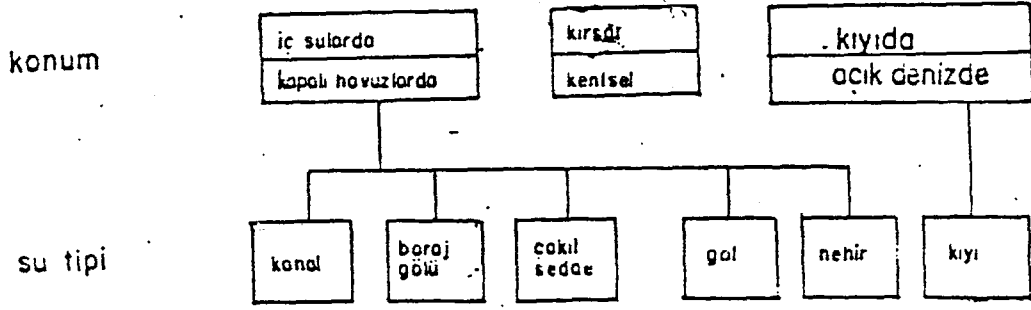 konum
iç sularda
kapalı havuzlarda
kırsal
kentsel
kıyıda
açık denizde
su tipi
kanal
baraj
gölü
çakıl
sedde
göl
nehir
kıyı